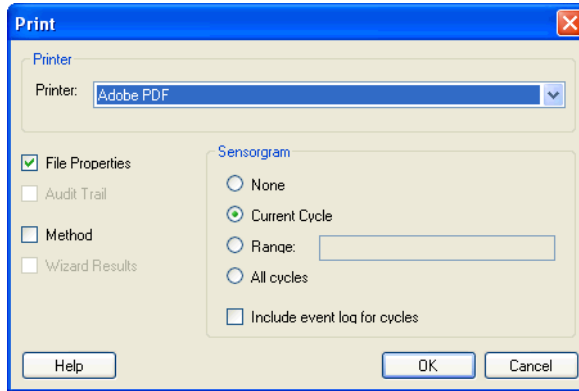 Print
Printer
Printer: Adobe PDF
File Properties
Audit Trail
Method
Wizard Results
Sensorgram
None
Current Cycle
Range:
All cycles
Include event log for cycles
Help
OK
Cancel